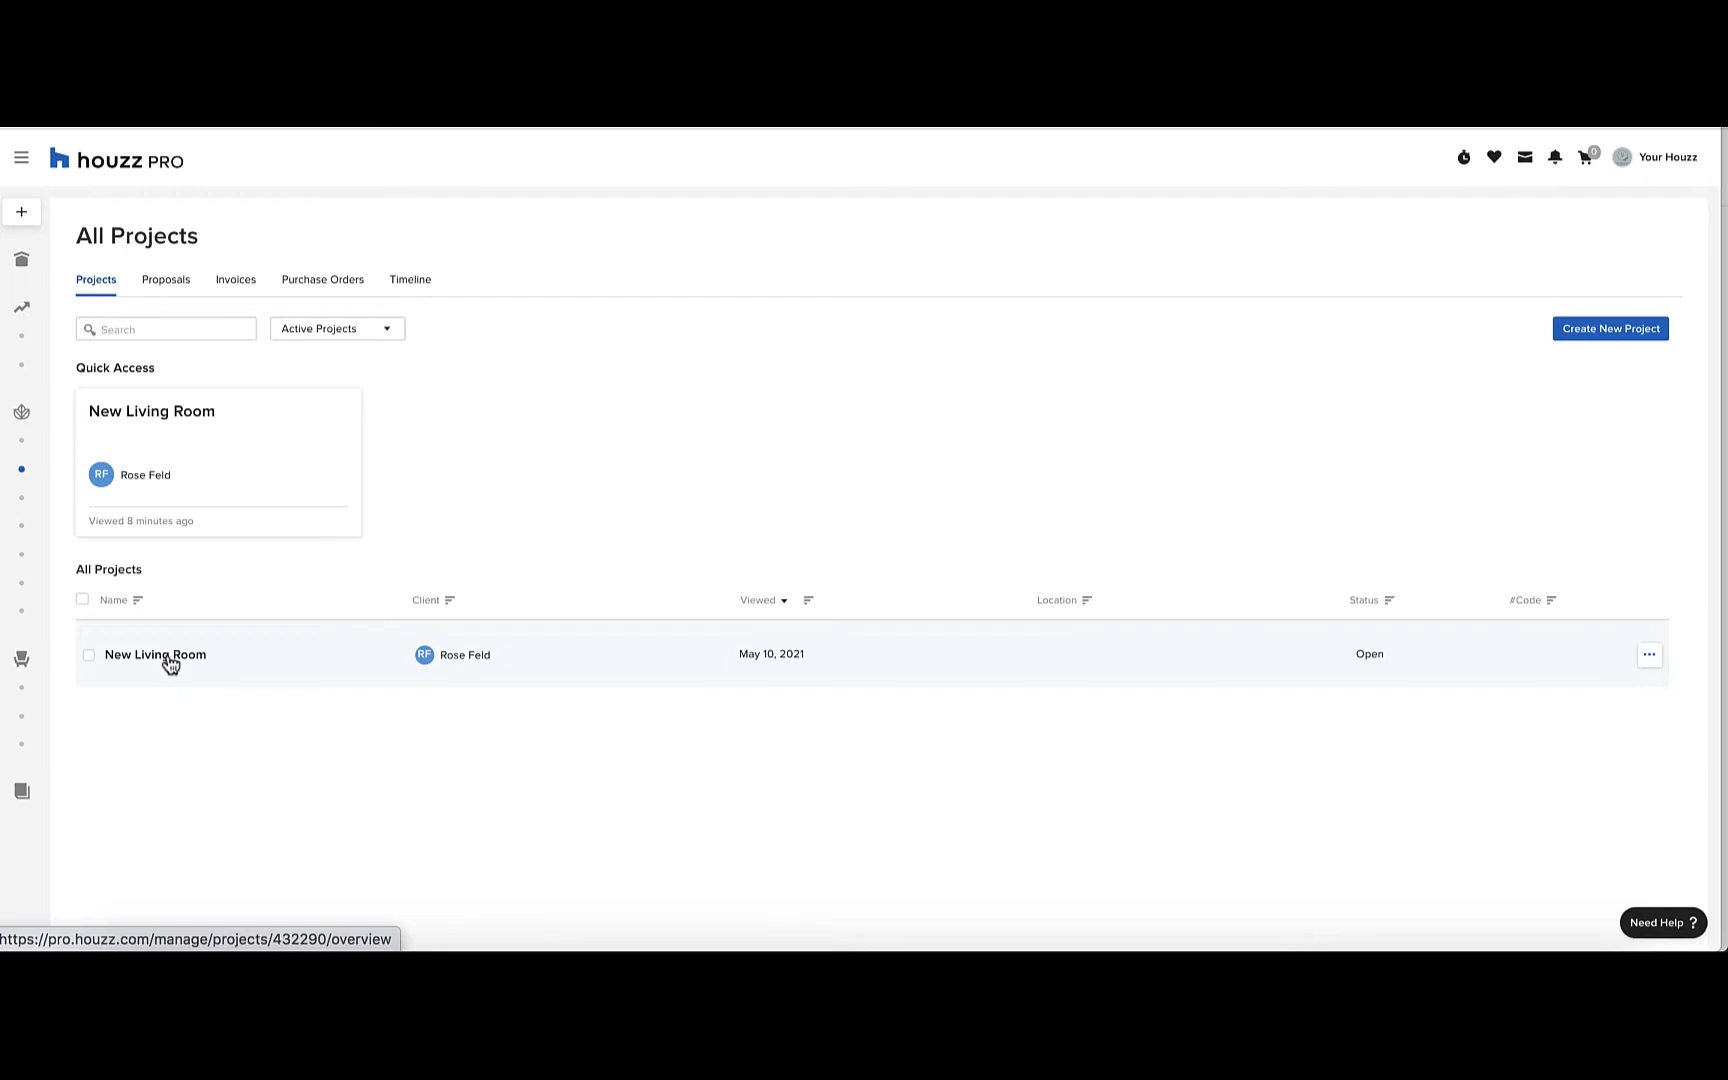 houzz PRO
0
Your Houzz
+
All Projects
Projects Proposals Invoices Purchase Orders Timeline
Search
Active Projects
Create New Project
Quick Access
New Living Room
RF Rose Feld
Viewed 8 minutes ago
All Projects
Name Client Viewed Location Status #Code
New Living Room RF Rose Feld May 10, 2021 Open ...
Need Help ?
https://pro.houzz.com/manage/projects/432290/overview